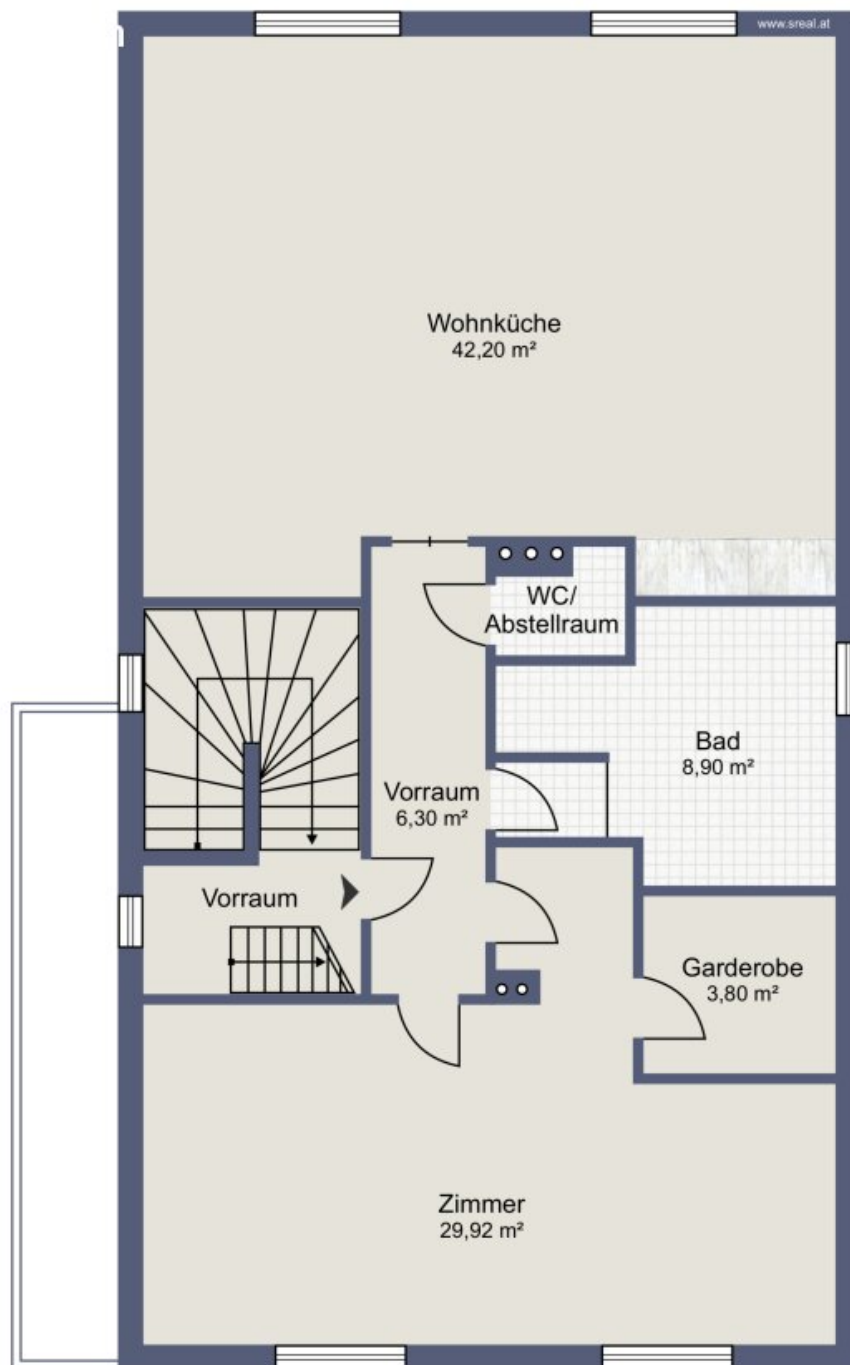 www.sreal.at
Wohnküche
42,20 m²
WC/
Abstellraum
Bad
8,90 m²
Vorraum
6,30 m²
Vorraum
Garderobe
3,80 m²
Zimmer
29,92 m²